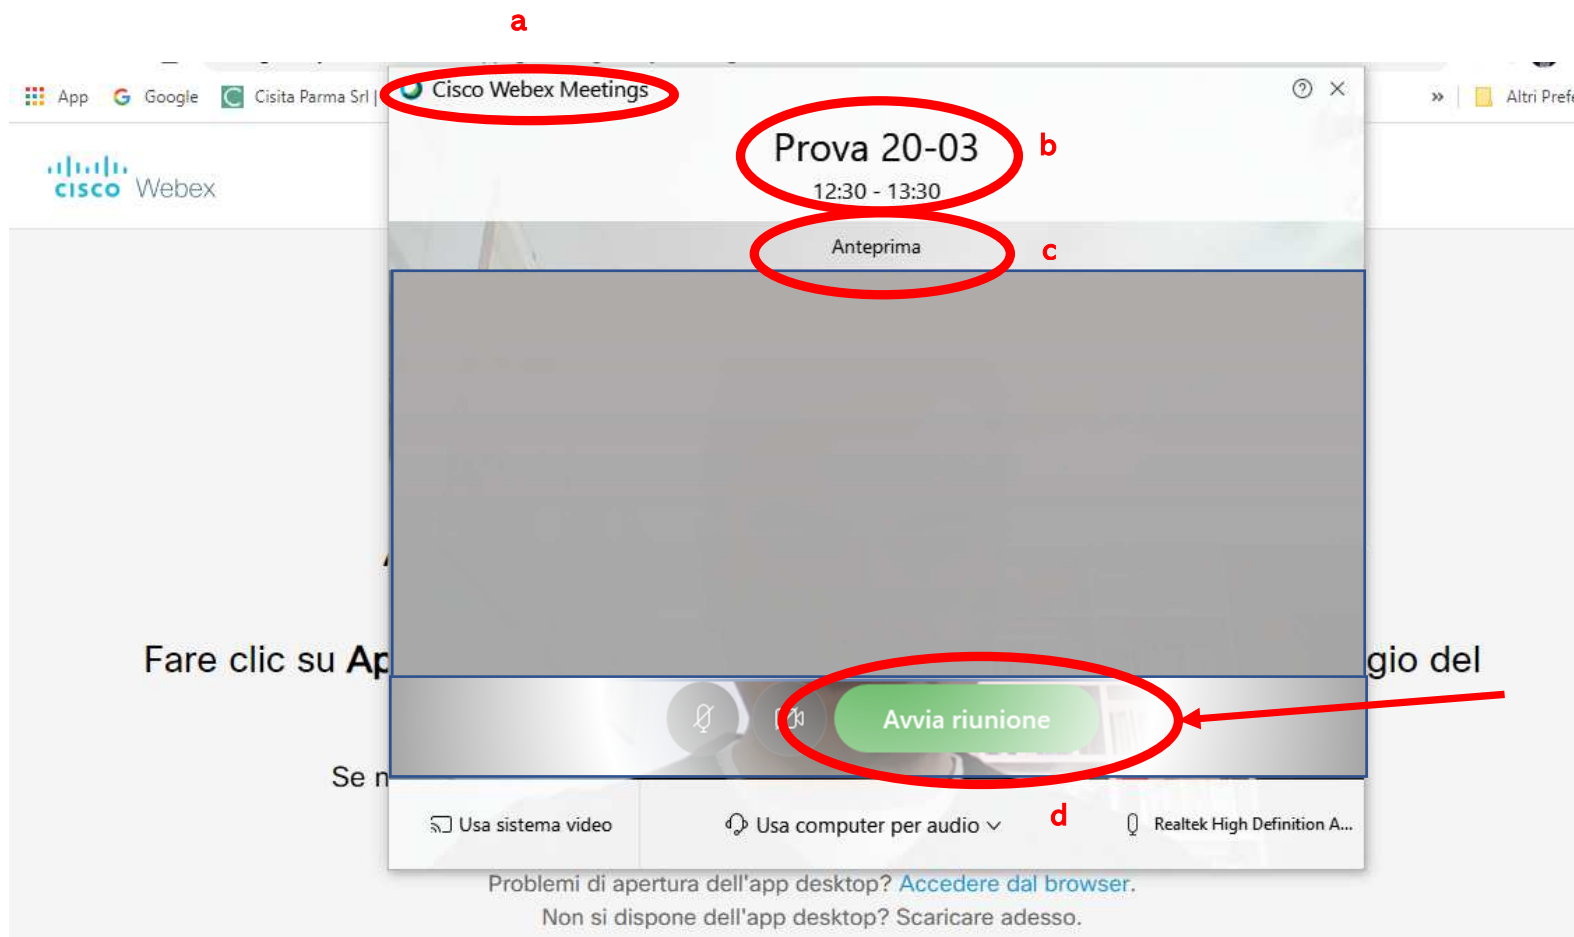 a
App Google Cisita Parma Srl |
Cisco Webex Meetings
Altri Prefe
Prova 20-03
b
12:30 - 13:30
cisco Webex
Anteprima
c
Fare clic su Ap
gio del
Avvia riunione
Se n
d
Usa sistema video
Usa computer per audio
Realtek High Definition A...
Problemi di apertura dell'app desktop? Accedere dal browser.
Non si dispone dell'app desktop? Scaricare adesso.